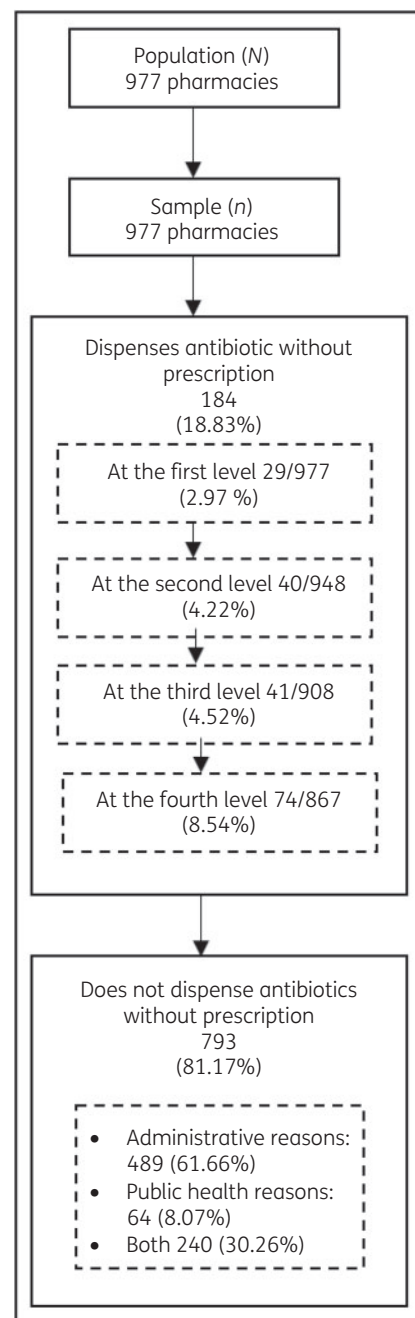 Population (N)
977 pharmacies
Sample (n)
977 pharmacies
Dispenses antibiotic without
prescription
184
(18.83%)
At the first level 29/977
(2.97 %)
At the second level 40/948
(4.22%)
At the third level 41/908
(4.52%)
At the fourth level 74/867
(8.54%)
Does not dispense antibiotics
without prescription
793
(81.17%)
• Administrative reasons:
489 (61.66%)
• Public health reasons:
64 (8.07%)
• Both 240 (30.26%)